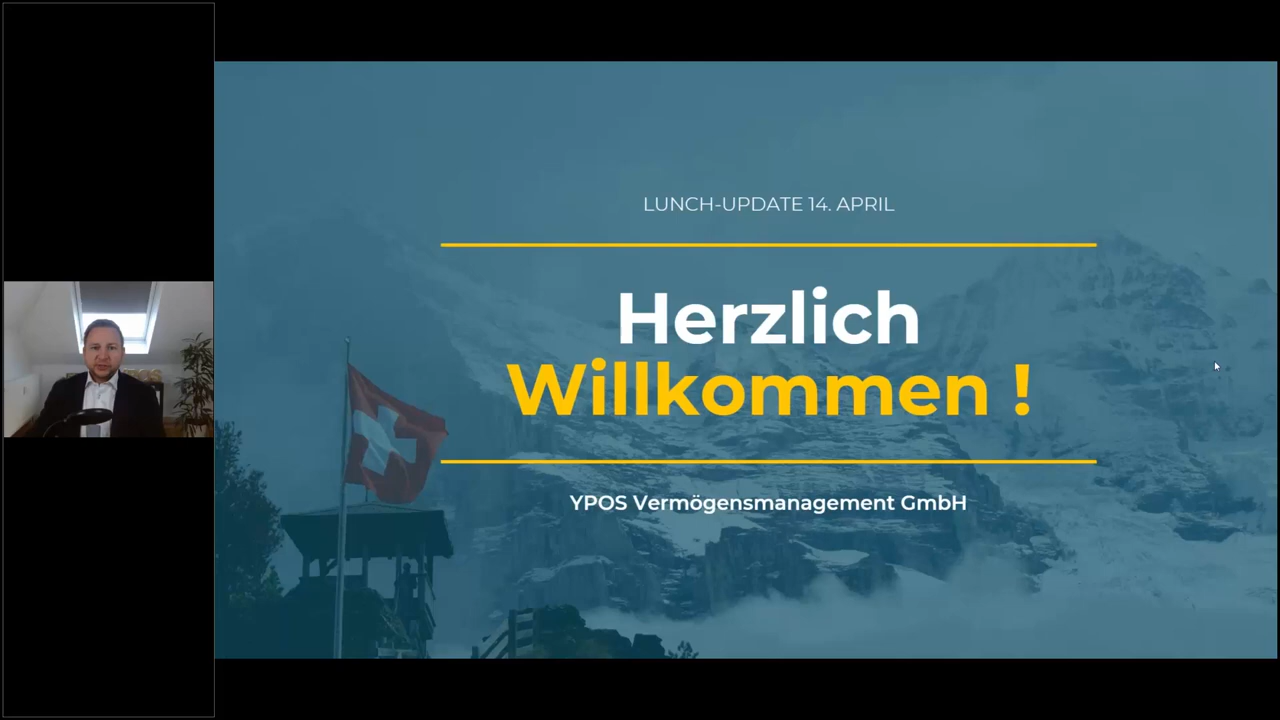 LUNCH-UPDATE 14. APRIL
Herzlich
Willkommen !
YPOS Vermögensmanagement GmbH